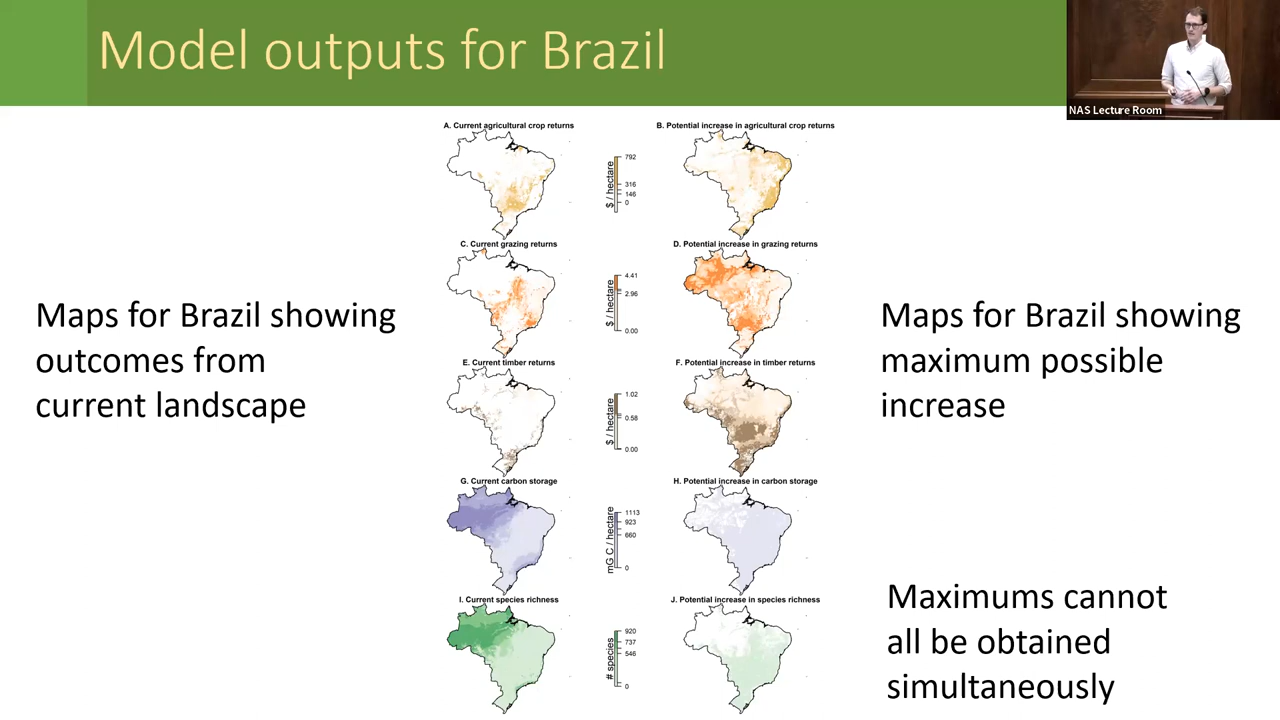 Model outputs for Brazil
NAS Lecture Room
A. Current agricultural crop returns
B. Potential increase in agricultural crop returns
$ / hectare
792
316
146
0
C. Current grazing returns
D. Potential increase in grazing returns
$ / hectare
4.41
2.96
0.00
E. Current timber returns
F. Potential increase in timber returns
$ / hectare
1.02
0.58
0.00
G. Current carbon storage
H. Potential increase in carbon storage
mG C / hectare
1113
923
660
0
I. Current species richness
J. Potential increase in species richness
# species
920
737
546
0
Maps for Brazil showing
outcomes from
current landscape
Maps for Brazil showing
maximum possible
increase
Maximums cannot
all be obtained
simultaneously